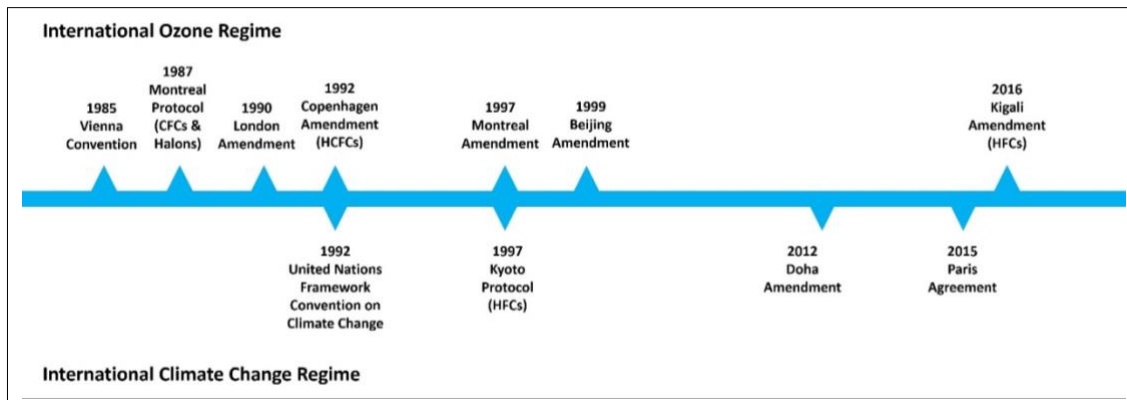 International Ozone Regime
1985
Vienna
Convention
1987
Montreal
Protocol
(CFCs &
Halons)
1990
London
Amendment
1992
Copenhagen
Amendment
(HCFCs)
1997
Montreal
Amendment
1999
Beijing
Amendment
2016
Kigali
Amendment
(HFCs)
1992
United Nations
Framework
Convention on
Climate Change
1997
Kyoto
Protocol
(HFCs)
2012
Doha
Amendment
2015
Paris
Agreement
International Climate Change Regime